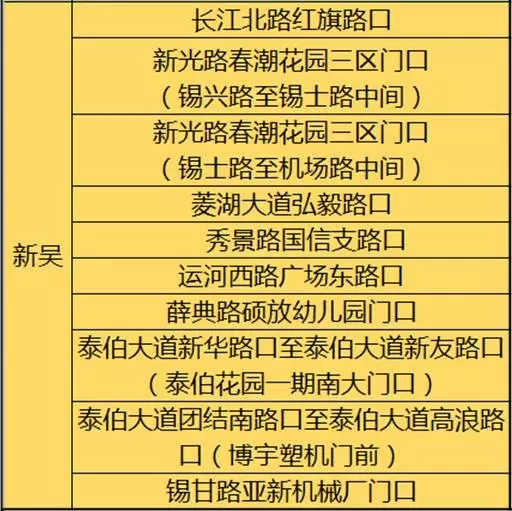 长江北路红旗路口
新光路春潮花园三区门口
（锡兴路至锡士路中间）
新光路春潮花园三区门口
（锡士路至机场路中间）
菱湖大道弘毅路口
秀景路国信支路口
新吴
运河西路广场东路口
薛典路硕放幼儿园门口
泰伯大道新华路口至泰伯大道新友路口
（泰伯花园一期南大门口）
泰伯大道团结南路口至泰伯大道高浪路
口（博宇塑机门前）
锡甘路亚新机械厂门口